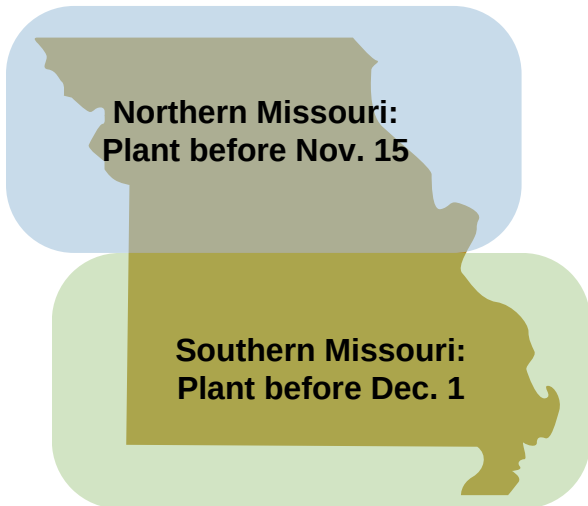 Northern Missouri:
Plant before Nov. 15
Southern Missouri:
Plant before Dec. 1